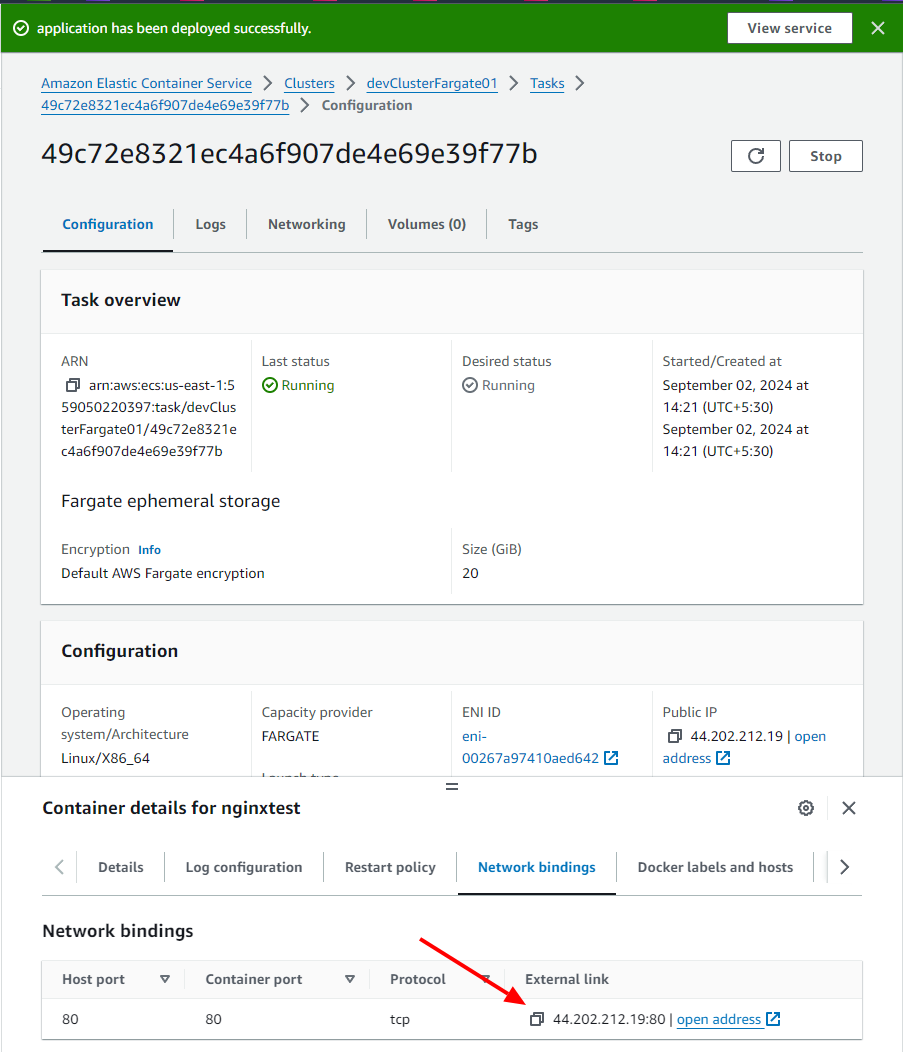 application has been deployed successfully.
View service
Amazon Elastic Container Service > Clusters > devClusterFargate01 > Tasks >
49c72e8321ec4a6f907de4e69e39f77b > Configuration
49c72e8321ec4a6f907de4e69e39f77b
Stop
Configuration
Logs
Networking
Volumes (0)
Tags
Task overview
ARN
arn:aws:ecs:us-east-1:5
59050220397:task/devClus
terFargate01/49c72e8321e
c4a6f907de4e69e39f77b
Last status
Running
Desired status
Running
Started/Created at
September 02, 2024 at
14:21 (UTC+5:30)
September 02, 2024 at
14:21 (UTC+5:30)
Fargate ephemeral storage
Encryption Info
Default AWS Fargate encryption
Size (GiB)
20
Configuration
Operating
system/Architecture
Linux/X86_64
Capacity provider
FARGATE
Launch type
ENI ID
eni-
00267a97410aed642
Public IP
44.202.212.19 | open
address
Container details for nginxtest
Details
Log configuration
Restart policy
Network bindings
Docker labels and hosts
Network bindings
Host port
Container port
Protocol
External link
80
80
tcp
44.202.212.19:80 | open address